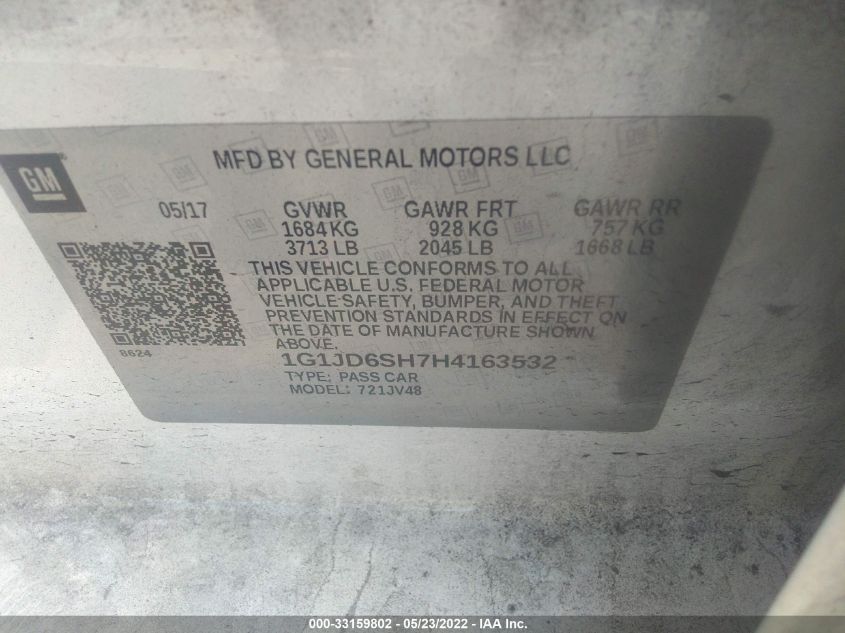 GM
MFD BY GENERAL MOTORS LLC
05/17 GVWR GAWR FRT GAWR RR
1684 KG 928 KG 757 KG
3713 LB 2045 LB 1668 LB
THIS VEHICLE CONFORMS TO ALL
APPLICABLE U.S. FEDERAL MOTOR
VEHICLE SAFETY, BUMPER, AND THEFT
PREVENTION STANDARDS IN EFFECT ON
THE DATE OF MANUFACTURE SHOWN
ABOVE.
8624
1G1JD6SH7H4163532
TYPE: PASS CAR
MODEL: 721JV48
000-33159802 - 05/23/2022 - IAA Inc.